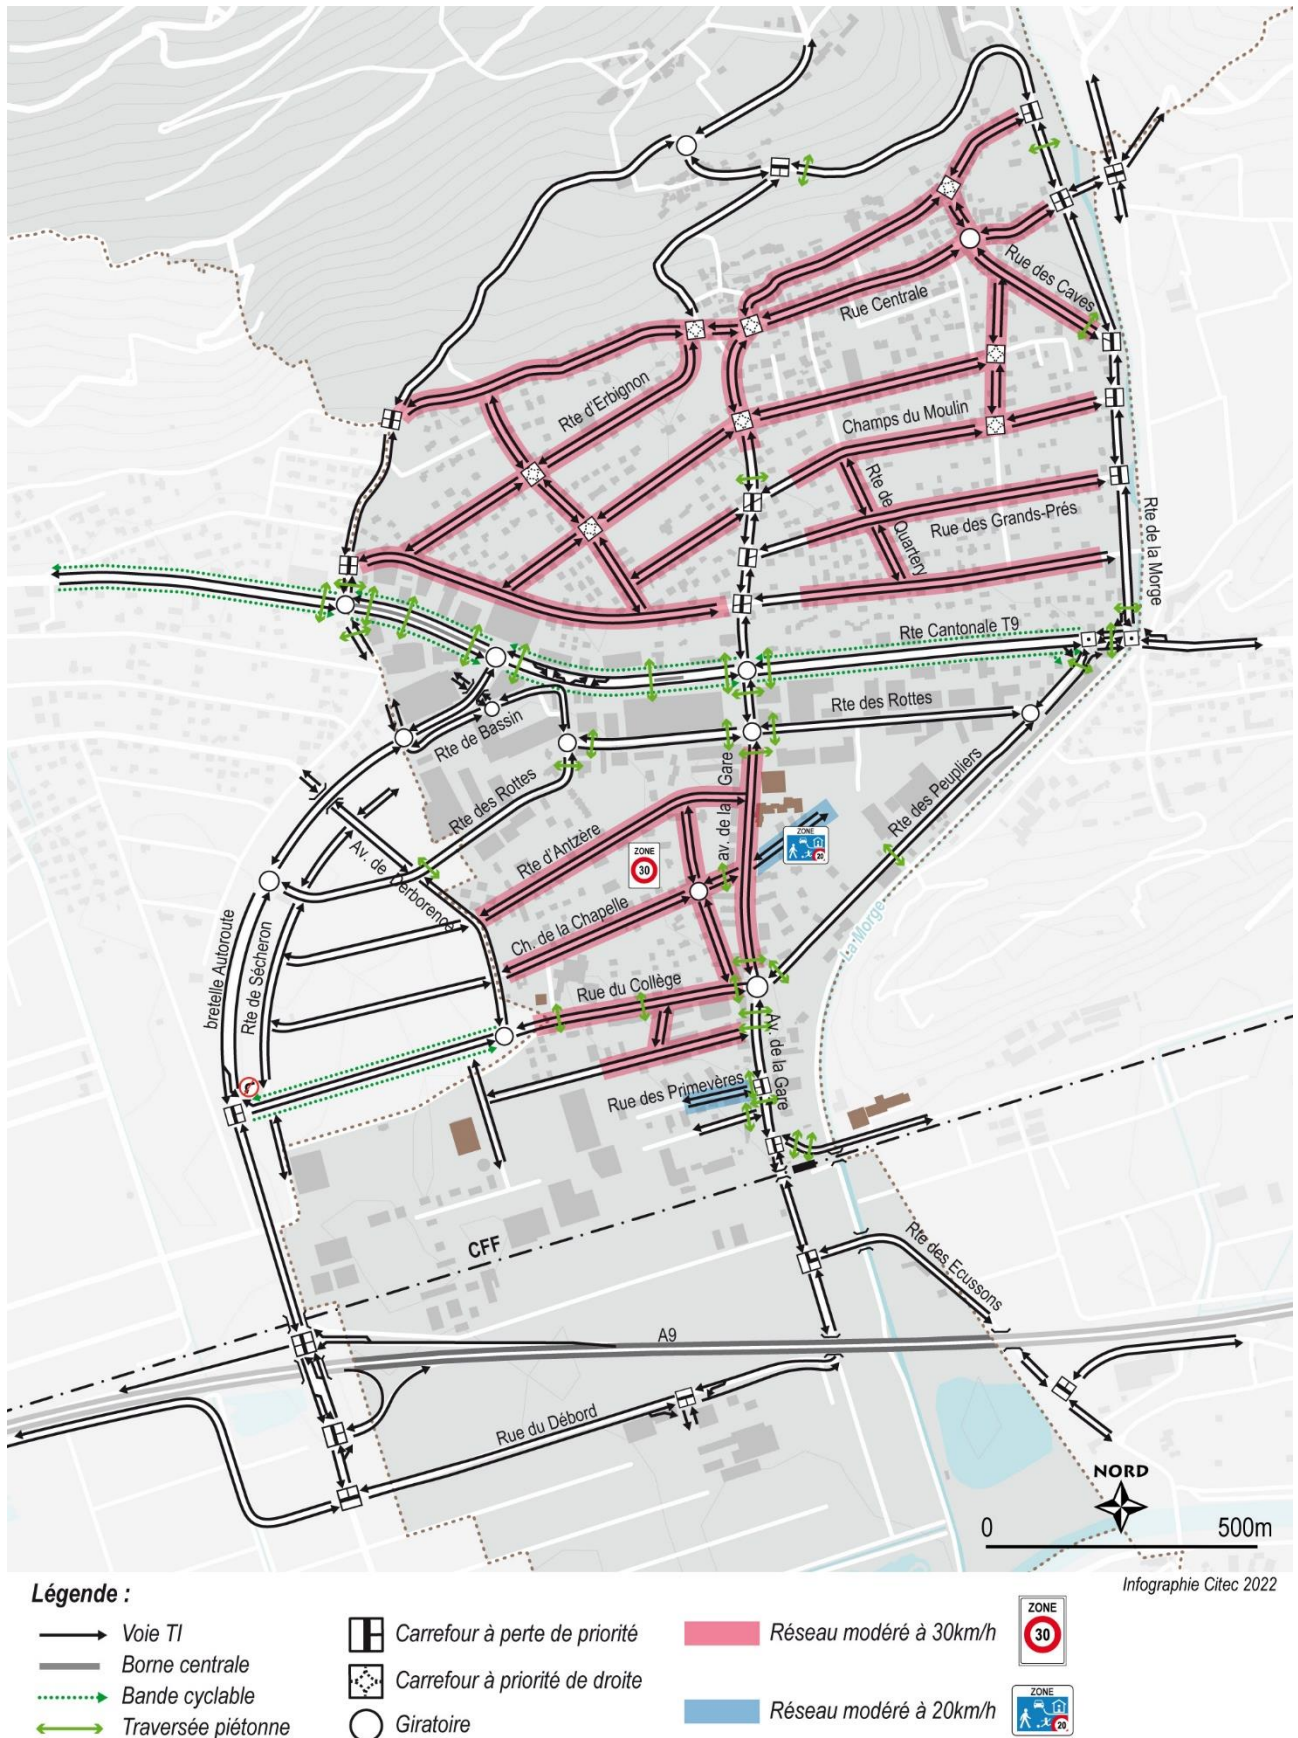 Rue des Caves
Rue Centrale
Rte d'Erbignon
Champs du Moulin
Rte de Quartery
Rue des Grands-Prés
Rte de la Morge
Rte Cantonale T9
Rte des Rottes
Rte de Bassin
Rte des Rottes
Rte des Peupliers
av. de la Gare
ZONE
20
Rte d'Antzère
ZONE
30
Av. de Derborence
Ch. de la Chapelle
La Morge
bretelle Autoroute
Rte de Sécheron
Rue du Collège
Av. de la Gare
Rue des Primevères
CFF
Rte des Ecussons
A9
Rue du Débord
NORD
0 500m
Infographie Citec 2022
Légende :
Voie TI
Borne centrale
Bande cyclable
Traversée piétonne
Carrefour à perte de priorité
Carrefour à priorité de droite
Giratoire
Réseau modéré à 30km/h
ZONE
30
Réseau modéré à 20km/h
ZONE
20